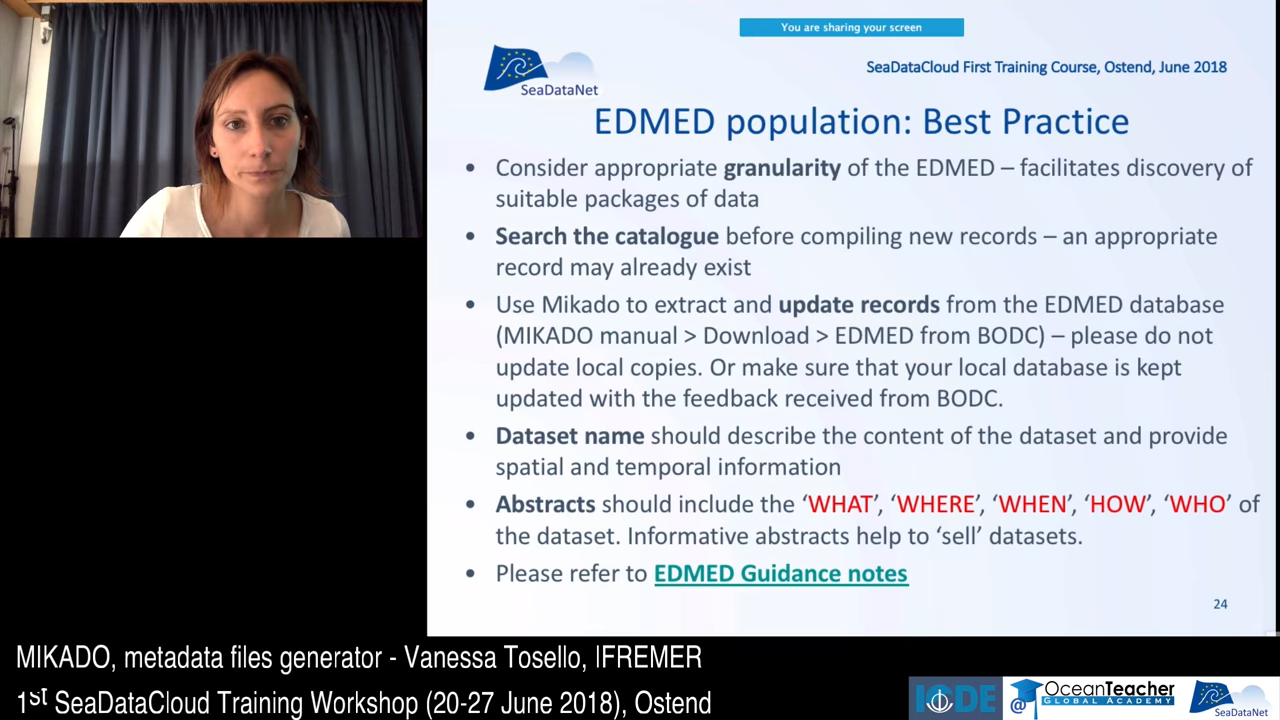 You are sharing your screen
SeaDataNet
SeaDataCloud First Training Course, Ostend, June 2018
EDMED population: Best Practice
• Consider appropriate granularity of the EDMED – facilitates discovery of
suitable packages of data
• Search the catalogue before compiling new records – an appropriate
record may already exist
• Use Mikado to extract and update records from the EDMED database
(MIKADO manual > Download > EDMED from BODC) – please do not
update local copies. Or make sure that your local database is kept
updated with the feedback received from BODC.
• Dataset name should describe the content of the dataset and provide
spatial and temporal information
• Abstracts should include the ‘WHAT’, ‘WHERE’, ‘WHEN’, ‘HOW’, ‘WHO’ of
the dataset. Informative abstracts help to ‘sell’ datasets.
• Please refer to EDMED Guidance notes
24
MIKADO, metadata files generator - Vanessa Tosello, IFREMER
1st SeaDataCloud Training Workshop (20-27 June 2018), Ostend
IODE
@ OceanTeacher
GLOBAL ACADEMY
SeaDataNet